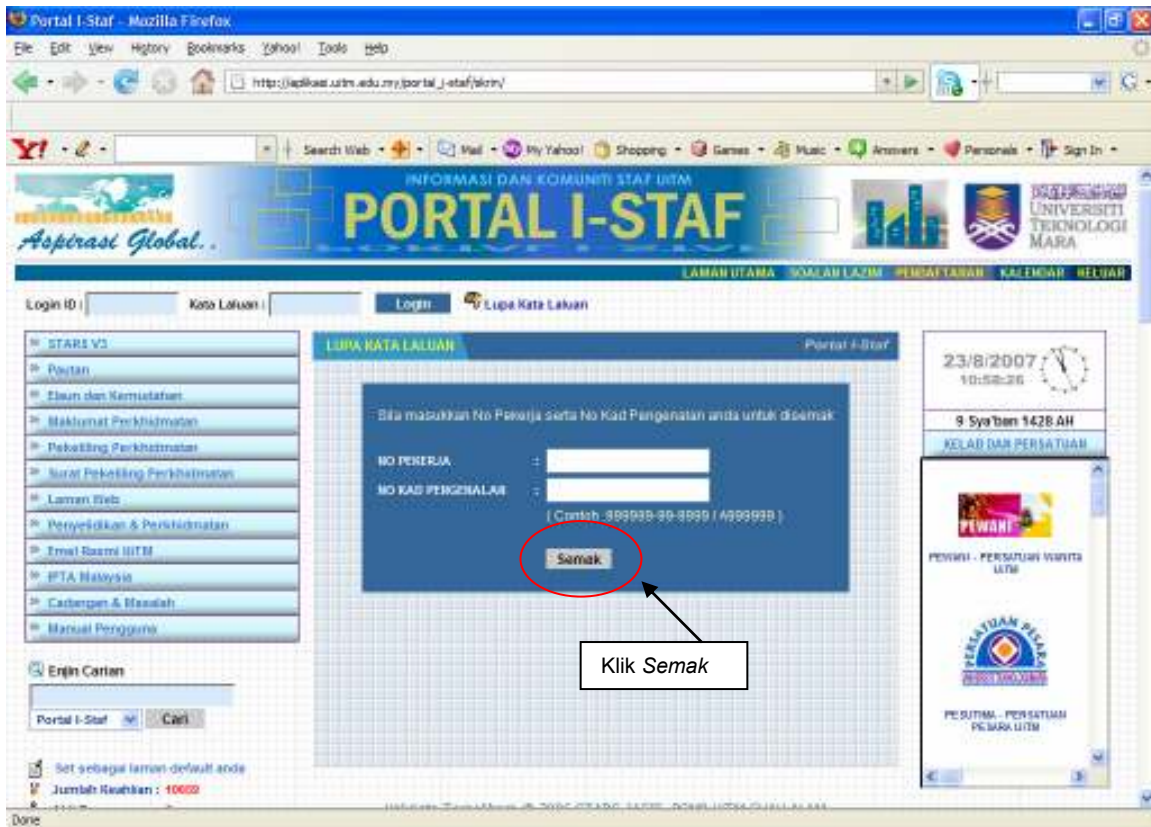 Portal I-Staf - Mozilla Firefox
File Edit View History Bookmarks Yahoo! Tools Help
http://aplikasi.uitm.edu.my/portal_i-staf/skrin/
G
Y! Search Web Mail My Yahoo! Shopping Games Music Answers Personals Sign In
INFORMASI DAN KOMUNITI STAF UITM
PORTAL I-STAF
Aspirasi Global..
UNIVERSITI
TEKNOLOGI
MARA
LAMAN UTAMA SOALAN LAZIM PENDAFTARAN KALENDAR KELUAR
Login ID : Kata Laluan : Login Lupa Kata Laluan
STARS V3
Pautan
Elaun dan Kemudahan
Maklumat Perkhidmatan
Pekeliling Perkhidmatan
Surat Pekeliling Perkhidmatan
Laman Web
Penyelidikan & Perkhidmatan
Emel Rasmi UiTM
IPTA Malaysia
Cadangan & Masalah
Manual Pengguna
Enjin Carian
Portal I-Staf Cari
Set sebagai laman default anda
Jumlah Keahlian :
LUPA KATA LALUAN Portal I-Staf
Sila masukkan No Pekerja serta No Kad Pengenalan anda untuk disemak
NO PEKERJA :
NO KAD PENGENALAN :
( Contoh :999999-99-9999 / A999999 )
Semak
Klik Semak
23/8/2007
10:58:26
9 Sya'ban 1428 AH
KELAB DAN PERSATUAN
PEWANI
PEWANI - PERSATUAN WANITA
UiTM
PERSATUAN PESARA
PESUTIMA - PERSATUAN
PESARA UiTM
Done